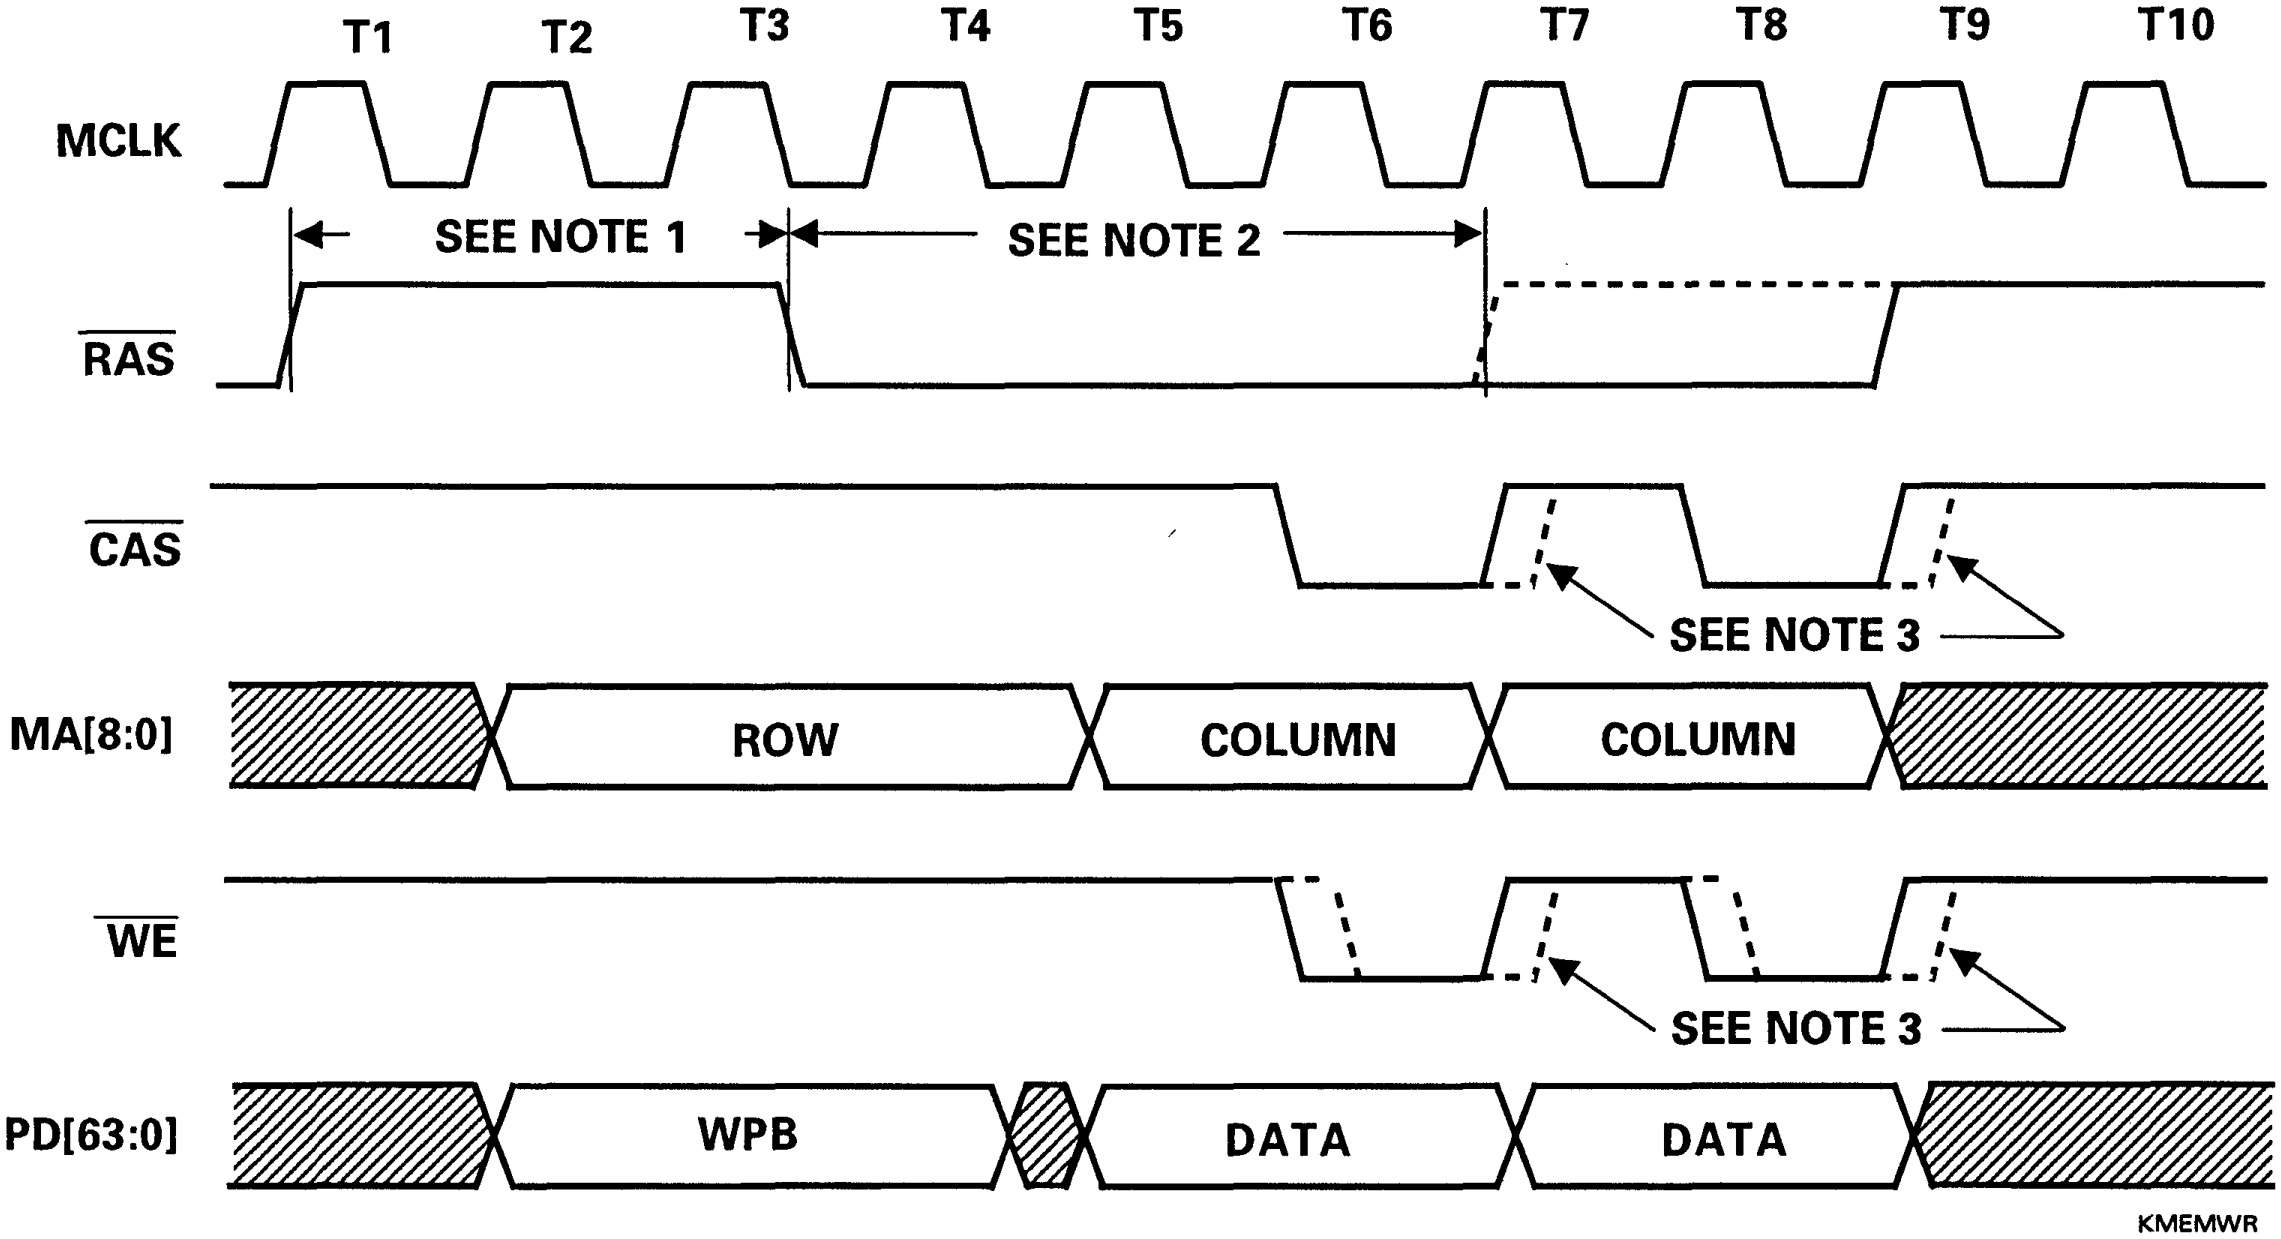 T1 T2 T3 T4 T5 T6 T7 T8 T9 T10
MCLK
SEE NOTE 1
SEE NOTE 2
RAS
CAS
SEE NOTE 3
MA[8:0]
ROW
COLUMN
COLUMN
WE
SEE NOTE 3
PD[63:0]
WPB
DATA
DATA
KMEMWR